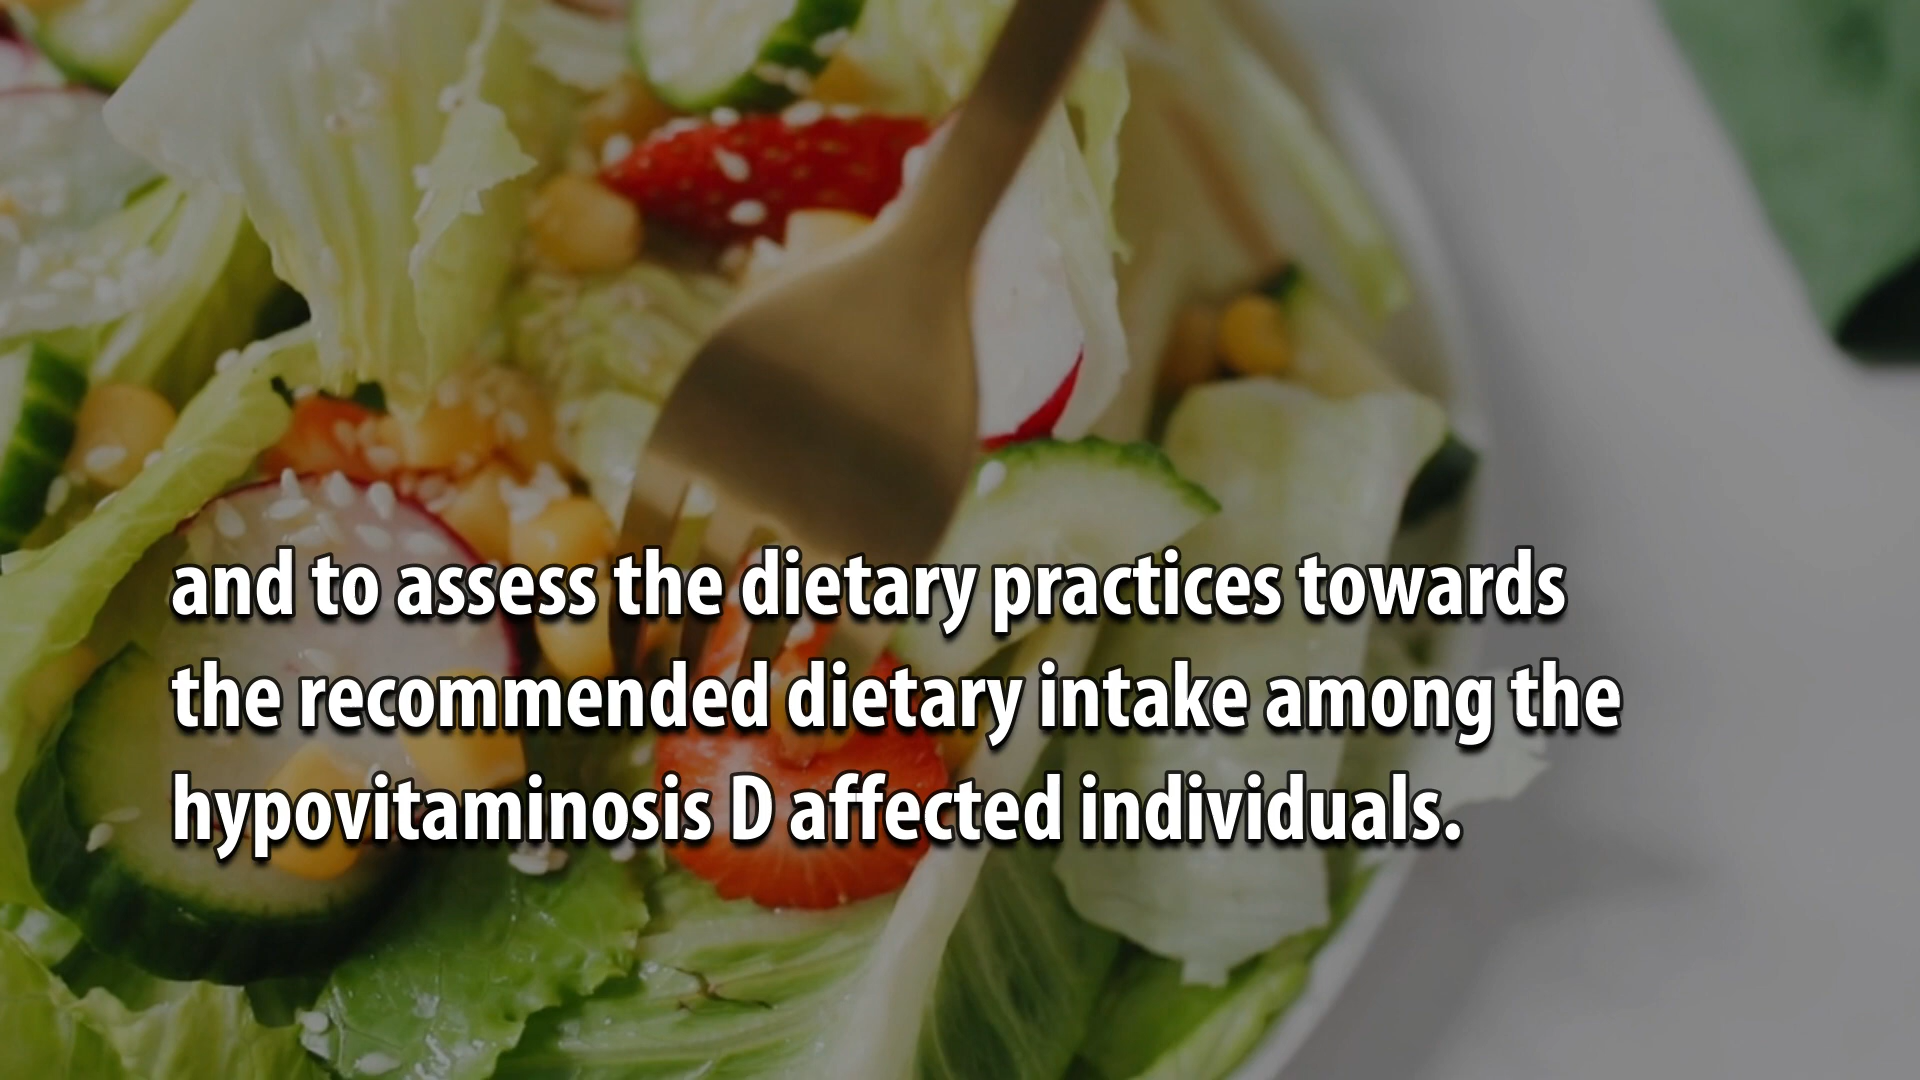 and to assess the dietary practices towards
the recommended dietary intake among the
hypovitaminosis D affected individuals.